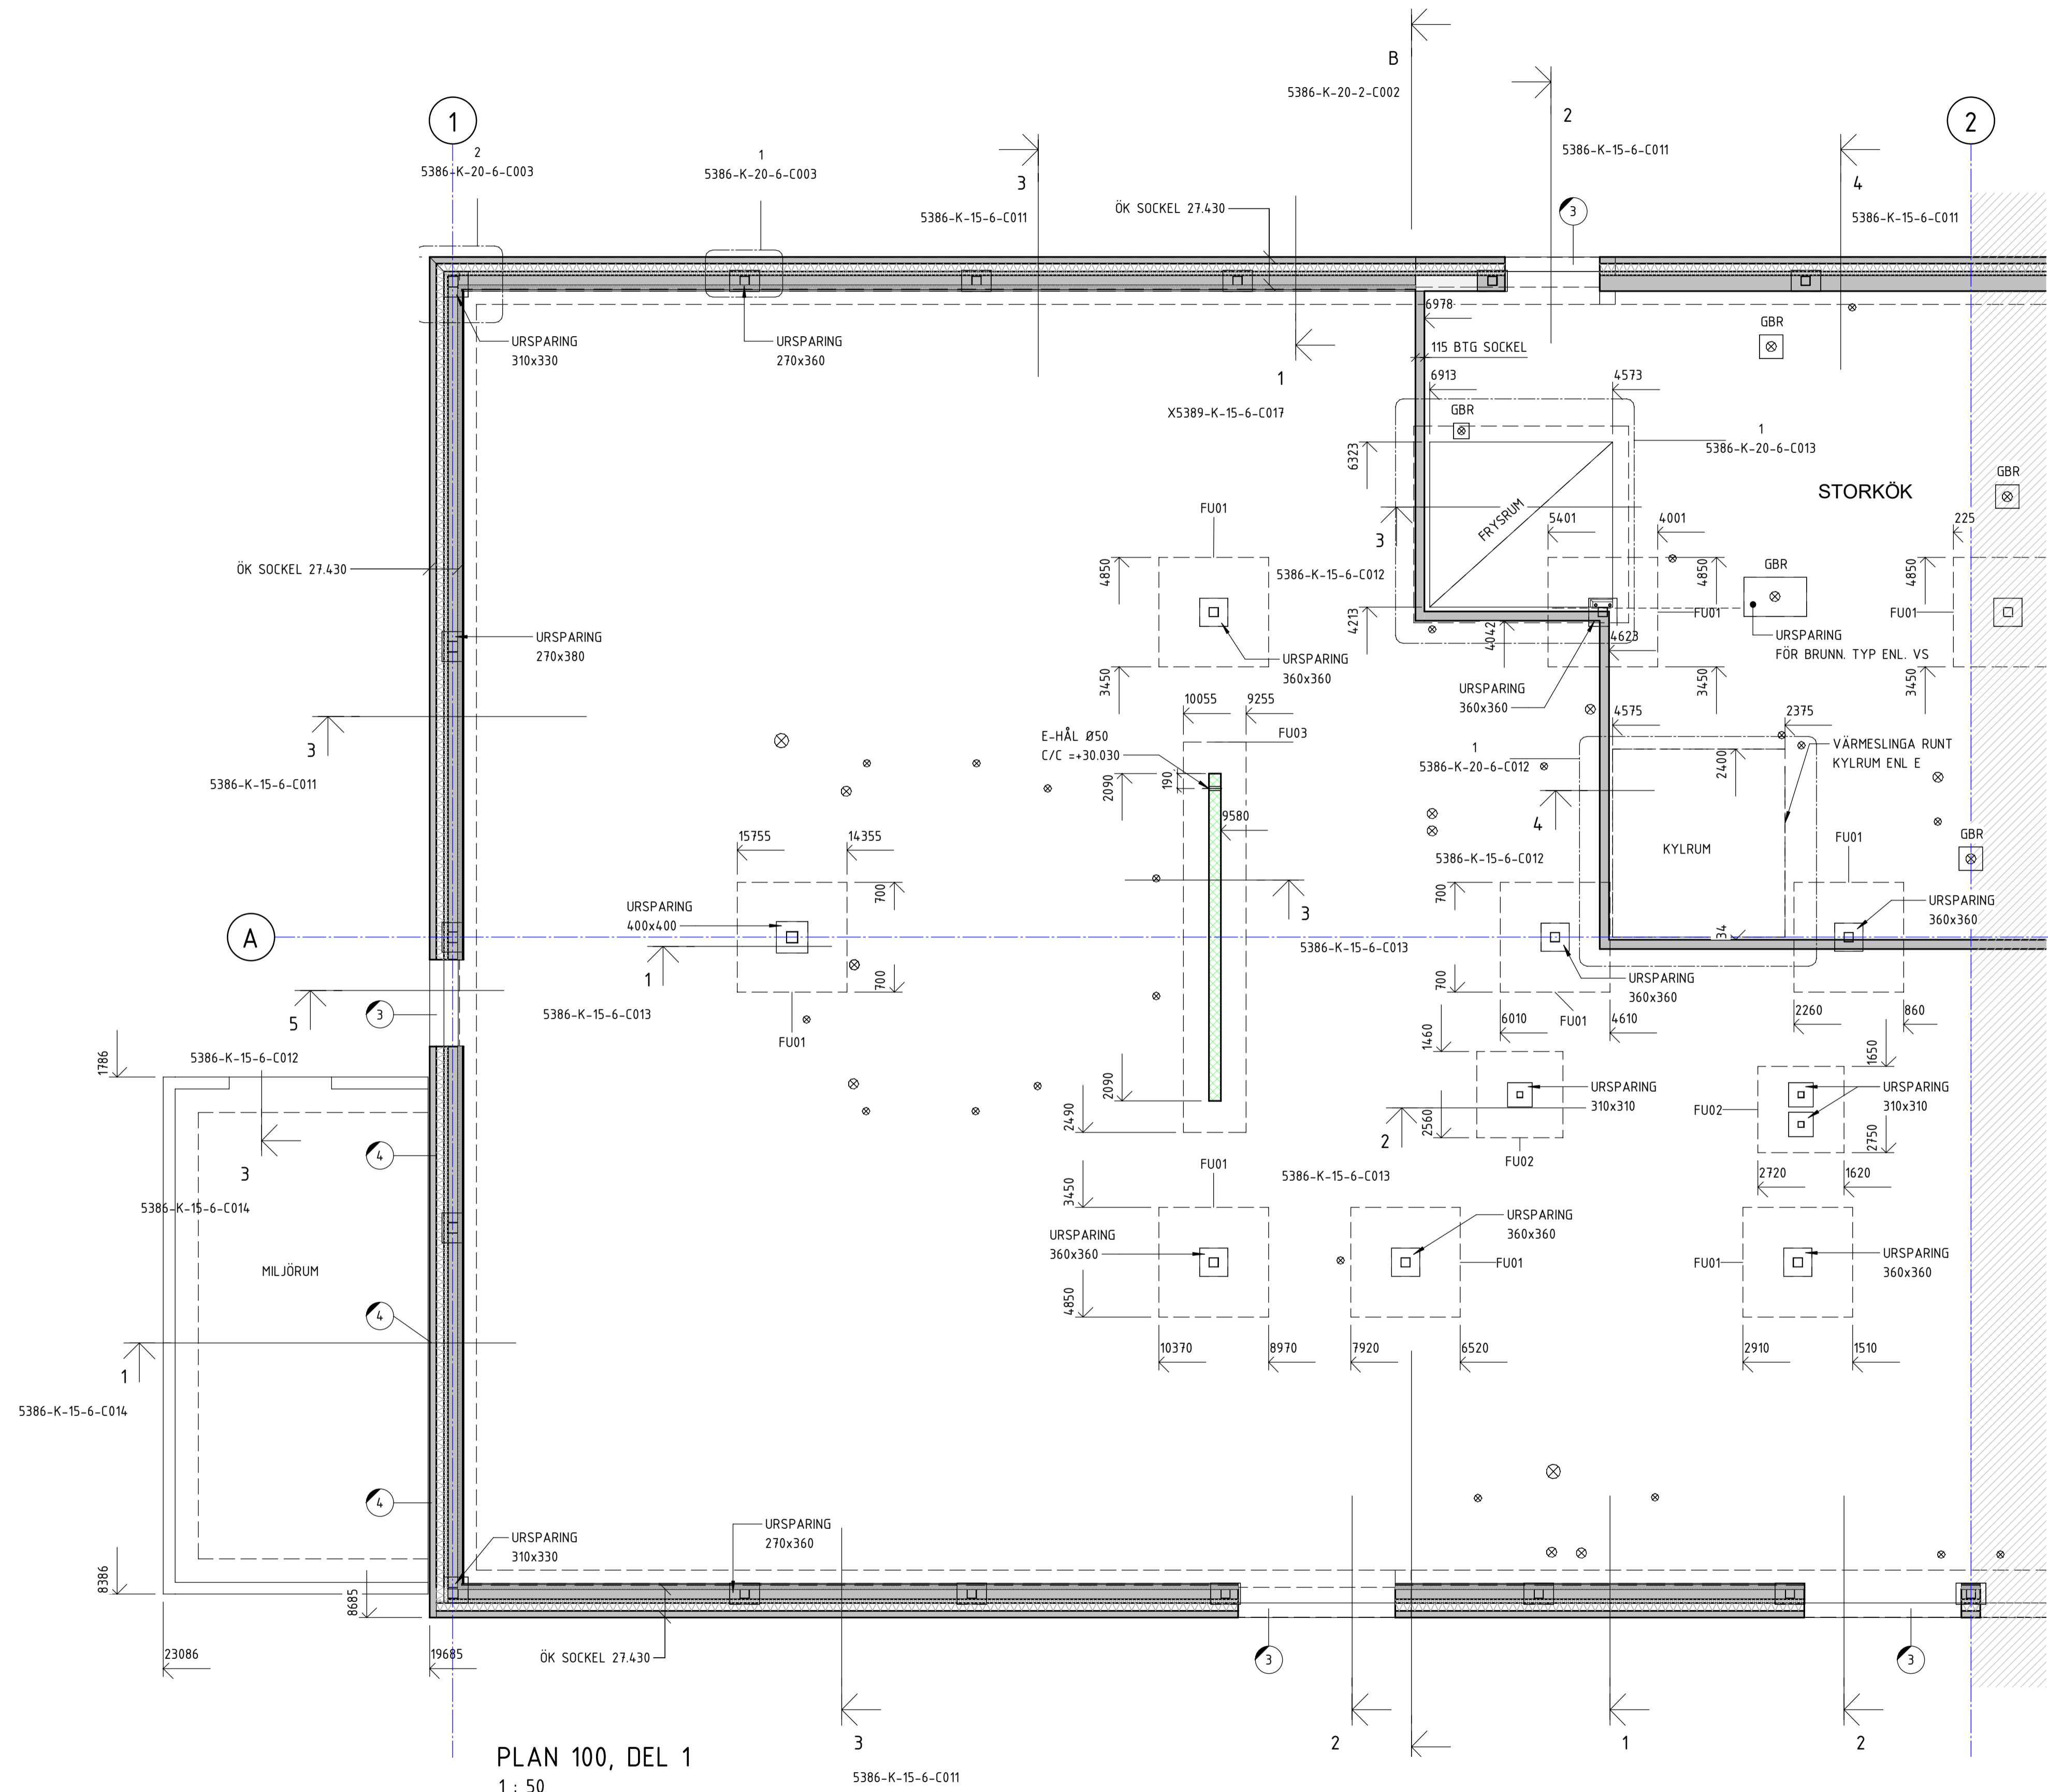 B
5386-K-20-2-C002
2
5386-K-15-6-C011
1
2
2
5386-K-20-6-C003
1
5386-K-20-6-C003
3
5386-K-15-6-C011
ÖK SOCKEL 27.430
3
4
5386-K-15-6-C011
URSPARING
310x330
URSPARING
270x360
1
X5389-K-15-6-C017
6978
115 BTG SOCKEL
6913
4573
GBR
GBR
1
5386-K-20-6-C013
STORKÖK
GBR
6323
FRYSRUM
3
5386-K-15-6-C012
4213
4042
ÖK SOCKEL 27.430
URSPARING
270x380
FU01
4850
3450
URSPARING
360x360
5401
4001
4850
FU01
3450
4623
URSPARING
360x360
GBR
URSPARING
FÖR BRUNN. TYP ENL. VS
225
4850
FU01
3450
3
5386-K-15-6-C011
10055
9255
FU03
E-HÅL Ø50
C/C =+30.030
2090
190
9580
4575
2375
1
5386-K-20-6-C012
2400
VÄRMESLINGA RUNT
KYLRUM ENL E
4
5386-K-15-6-C012
KYLRUM
34
GBR
15755
14355
700
URSPARING
400x400
A
1
5386-K-15-6-C013
700
FU01
3
5386-K-15-6-C013
700
700
URSPARING
360x360
FU01
6010
4610
FU01
URSPARING
360x360
2260
860
5
3
1786
5386-K-15-6-C012
3
5386-K-15-6-C014
4
MILJÖRUM
4
1
5386-K-15-6-C014
4
8386
8685
23086
19685
2090
2490
1460
2560
2
5386-K-15-6-C013
URSPARING
310x310
FU02
1650
URSPARING
310x310
FU02
2750
2720
1620
FU01
3450
URSPARING
360x360
4850
10370
8970
URSPARING
360x360
FU01
7920
6520
FU01
URSPARING
360x360
2910
1510
URSPARING
310x330
URSPARING
270x360
ÖK SOCKEL 27.430
3
3
3
5386-K-15-6-C011
2
1
2
PLAN 100, DEL 1
1 : 50